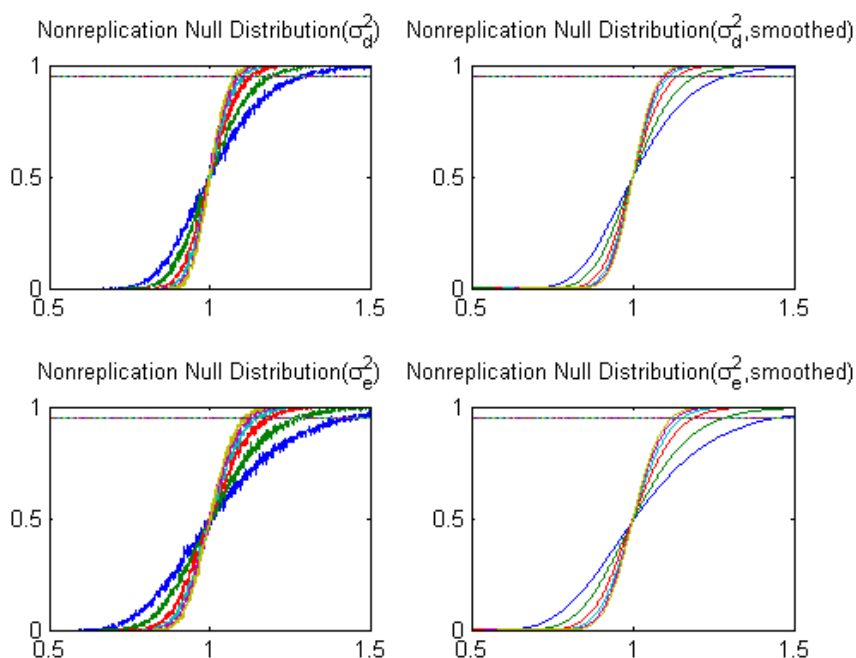 Nonreplication Null Distribution(σ_d^2)
1
0.5
0
0.5 1 1.5
Nonreplication Null Distribution(σ_d^2,smoothed)
1
0.5
0
0.5 1 1.5
Nonreplication Null Distribution(σ_e^2)
1
0.5
0
0.5 1 1.5
Nonreplication Null Distribution(σ_e^2,smoothed)
1
0.5
0
0.5 1 1.5